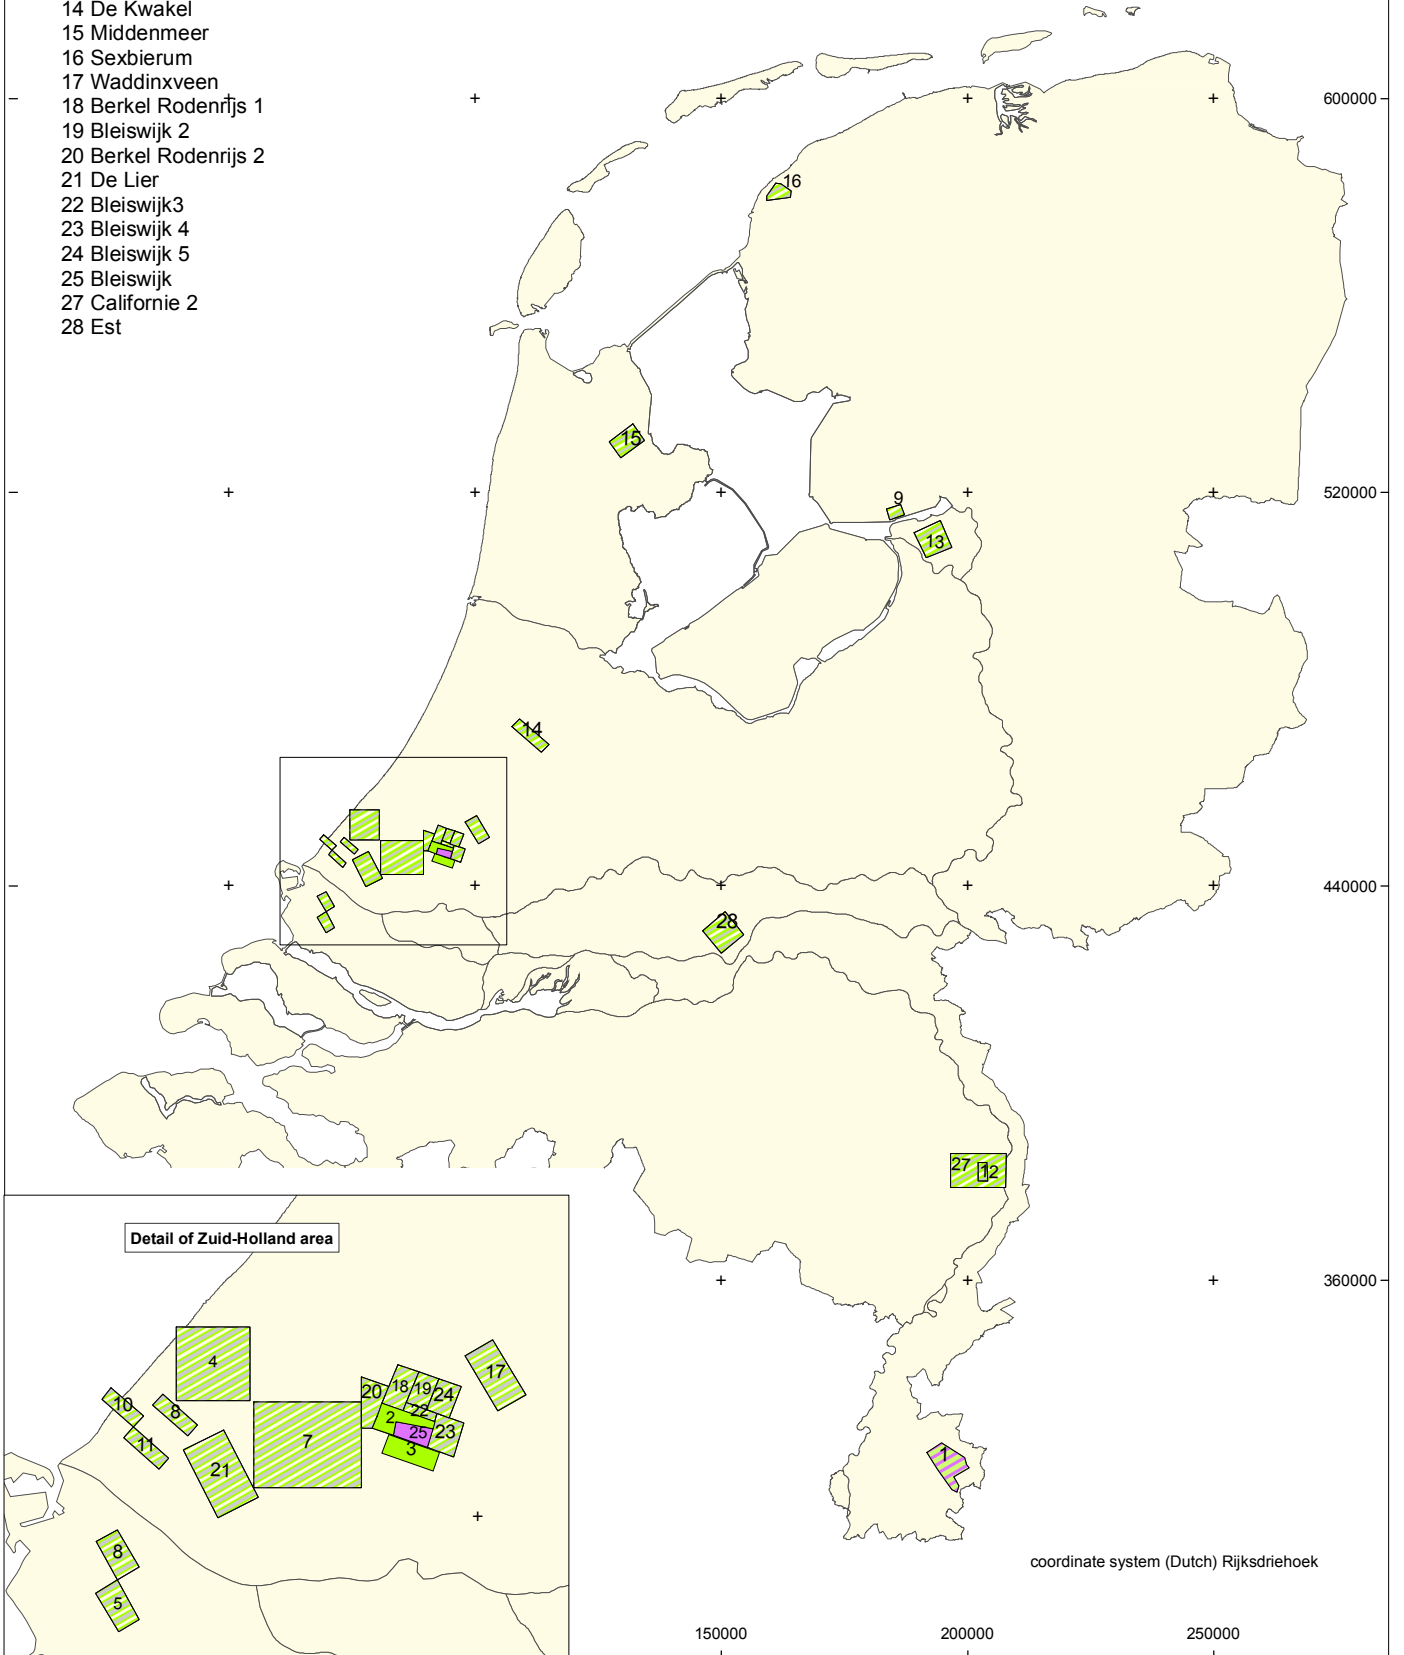 14 De Kwakel
15 Middenmeer
16 Sexbierum
17 Waddinxveen
18 Berkel Rodenrijs 1
19 Bleiswijk 2
20 Berkel Rodenrijs 2
21 De Lier
22 Bleiswijk3
23 Bleiswijk 4
24 Bleiswijk 5
25 Bleiswijk
27 Californie 2
28 Est
600000
16
15
520000
9
13
14
440000
28
27
12
360000
1
Detail of Zuid-Holland area
4
17
18
19
20
24
10
8
22
2
25
23
11
7
3
21
8
5
coordinate system (Dutch) Rijksdriehoek
150000
200000
250000